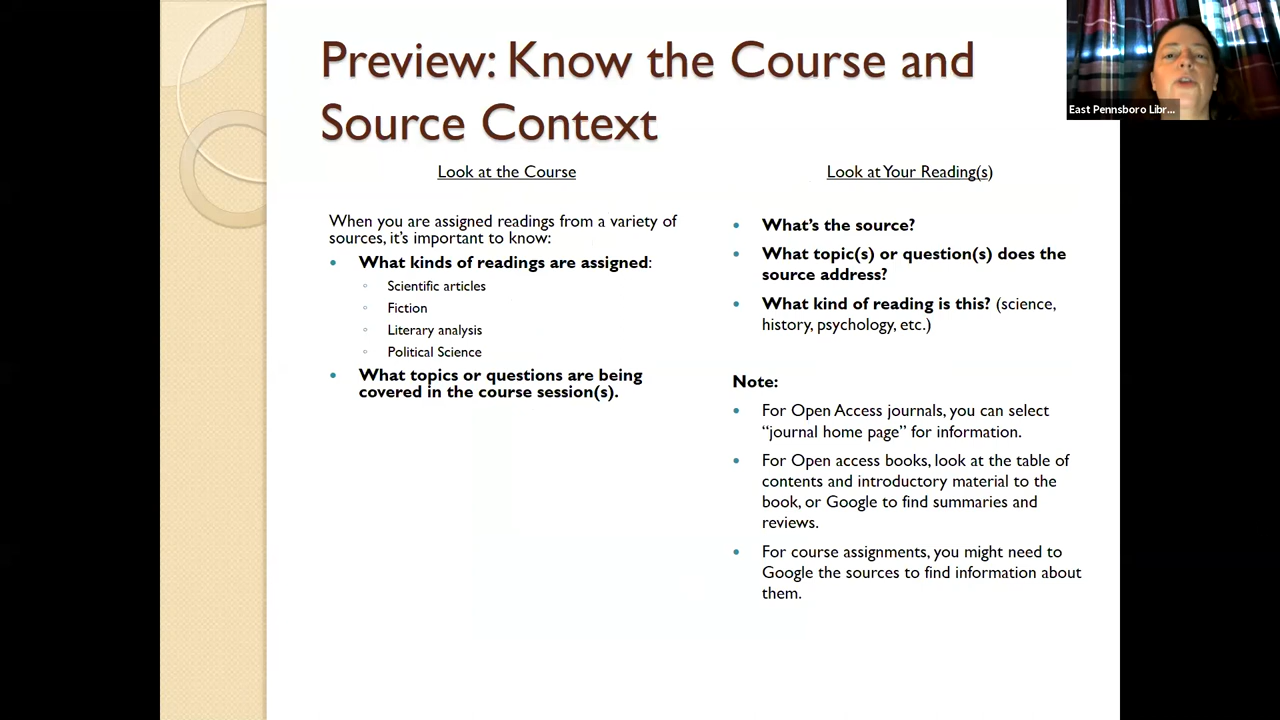 Preview: Know the Course and
Source Context
Look at the Course
When you are assigned readings from a variety of
sources, it's important to know:
• What kinds of readings are assigned:
◦ Scientific articles
◦ Fiction
◦ Literary analysis
◦ Political Science
• What topics or questions are being
covered in the course session(s).
Look at Your Reading(s)
• What's the source?
• What topic(s) or question(s) does the
source address?
• What kind of reading is this? (science,
history, psychology, etc.)
Note:
• For Open Access journals, you can select
“journal home page” for information.
• For Open access books, look at the table of
contents and introductory material to the
book, or Google to find summaries and
reviews.
• For course assignments, you might need to
Google the sources to find information about
them.
East Pennsboro Libr...